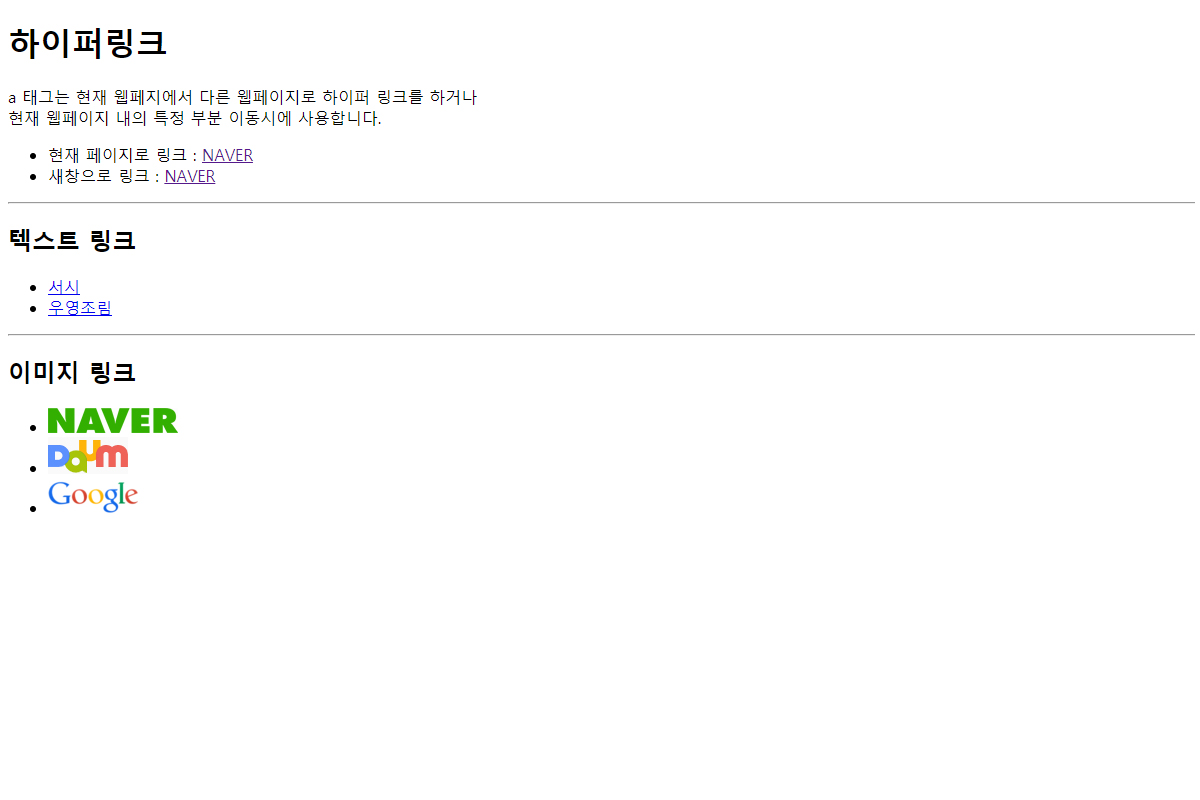 하이퍼링크
a 태그는 현재 웹페지에서 다른 웹페이지로 하이퍼 링크를 하거나
현재 웹페이지 내의 특정 부분 이동시에 사용합니다.
현재 페이지로 링크 : NAVER
새창으로 링크 : NAVER
텍스트 링크
서시
우영조림
이미지 링크
NAVER
Daum
Google